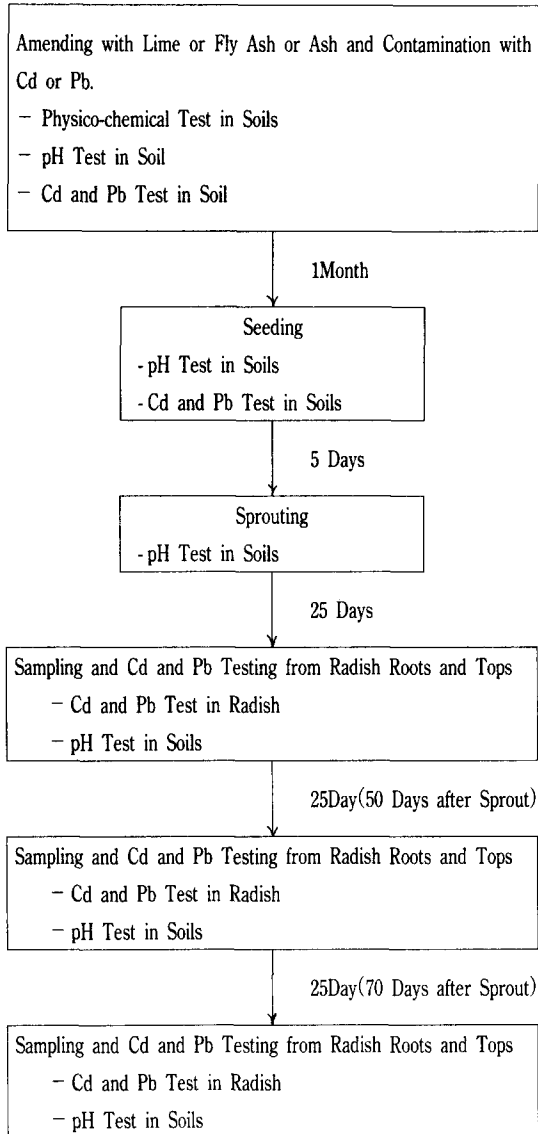 Amending with Lime or Fly Ash or Ash and Contamination with
Cd or Pb.
− Physico-chemical Test in Soils
− pH Test in Soil
− Cd and Pb Test in Soil
1Month
Seeding
-pH Test in Soils
-Cd and Pb Test in Soils
5 Days
Sprouting
-pH Test in Soils
25 Days
Sampling and Cd and Pb Testing from Radish Roots and Tops
− Cd and Pb Test in Radish
− pH Test in Soils
25Day(50 Days after Sprout)
Sampling and Cd and Pb Testing from Radish Roots and Tops
− Cd and Pb Test in Radish
− pH Test in Soils
25Day(70 Days after Sprout)
Sampling and Cd and Pb Testing from Radish Roots and Tops
− Cd and Pb Test in Radish
− pH Test in Soils